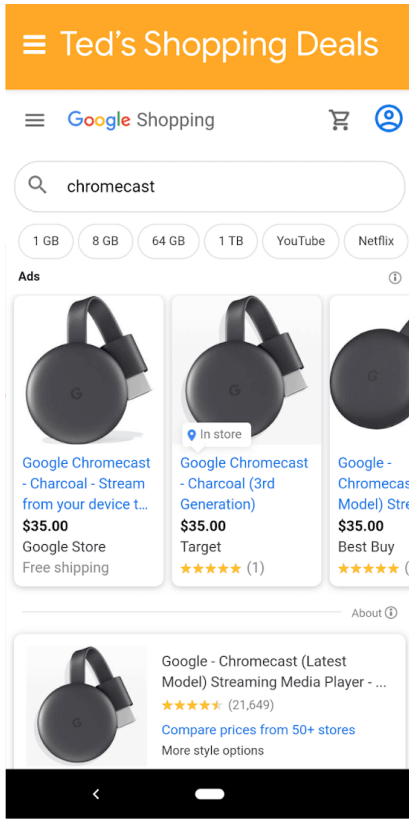 Ted's Shopping Deals
Google Shopping
chromecast
1 GB
8 GB
64 GB
1 TB
YouTube
Netflix
Ads
In store
Google Chromecast
- Charcoal - Stream
from your device t...
$35.00
Google Store
Free shipping
Google Chromecast
- Charcoal (3rd
Generation)
$35.00
Target
(1)
Google -
Chromecas
Model) Stre
$35.00
Best Buy
(
About
Google - Chromecast (Latest
Model) Streaming Media Player - ...
(21,649)
Compare prices from 50+ stores
More style options